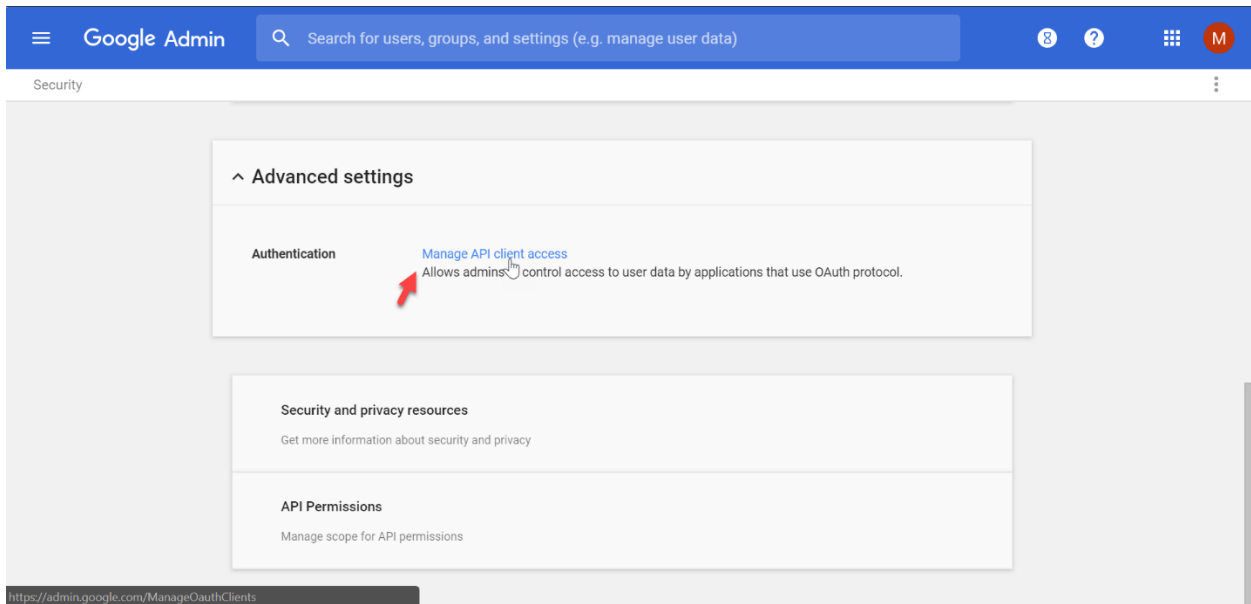 Google Admin
Search for users, groups, and settings (e.g. manage user data)
8
?
M
Security
Advanced settings
Authentication
Manage API client access
Allows admins control access to user data by applications that use OAuth protocol.
Security and privacy resources
Get more information about security and privacy
API Permissions
Manage scope for API permissions
https://admin.google.com/ManageOauthClients